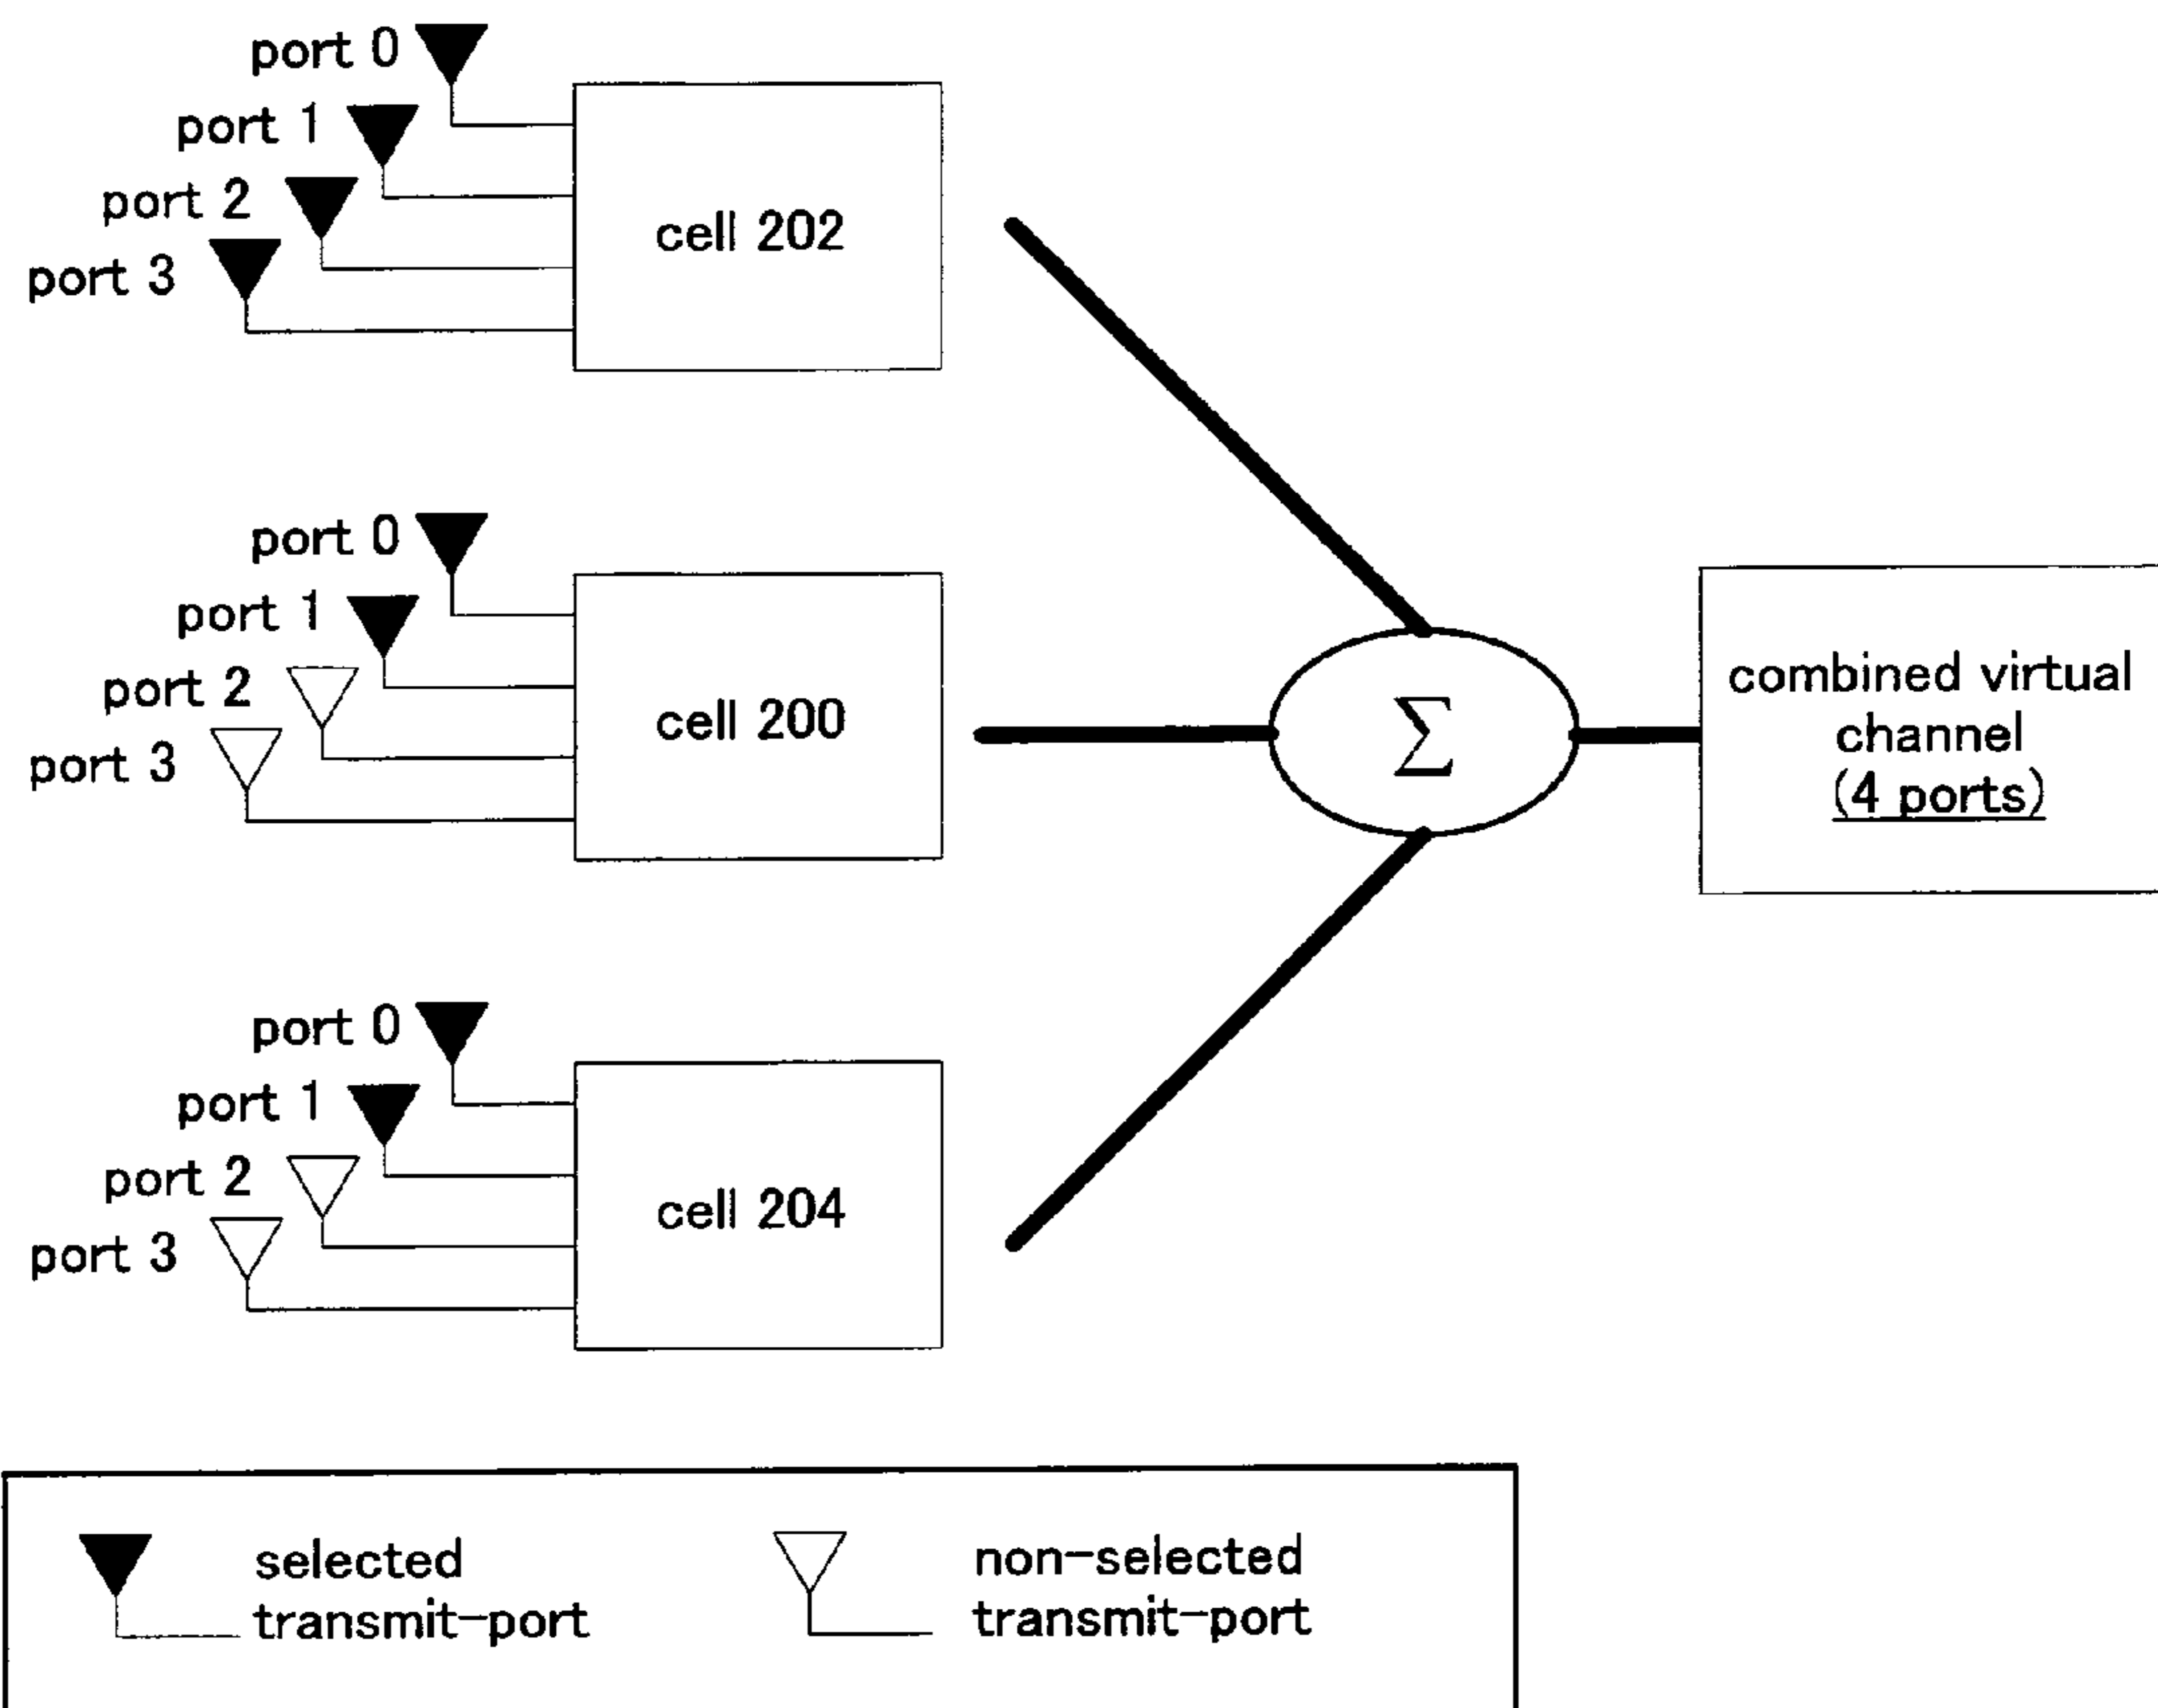 port 0
port 1
port 2
port 3
cell 202
port 0
port 1
port 2
port 3
cell 200
Σ
combined virtual
channel
(4 ports)
port 0
port 1
port 2
port 3
cell 204
selected
transmit-port
non-selected
transmit-port